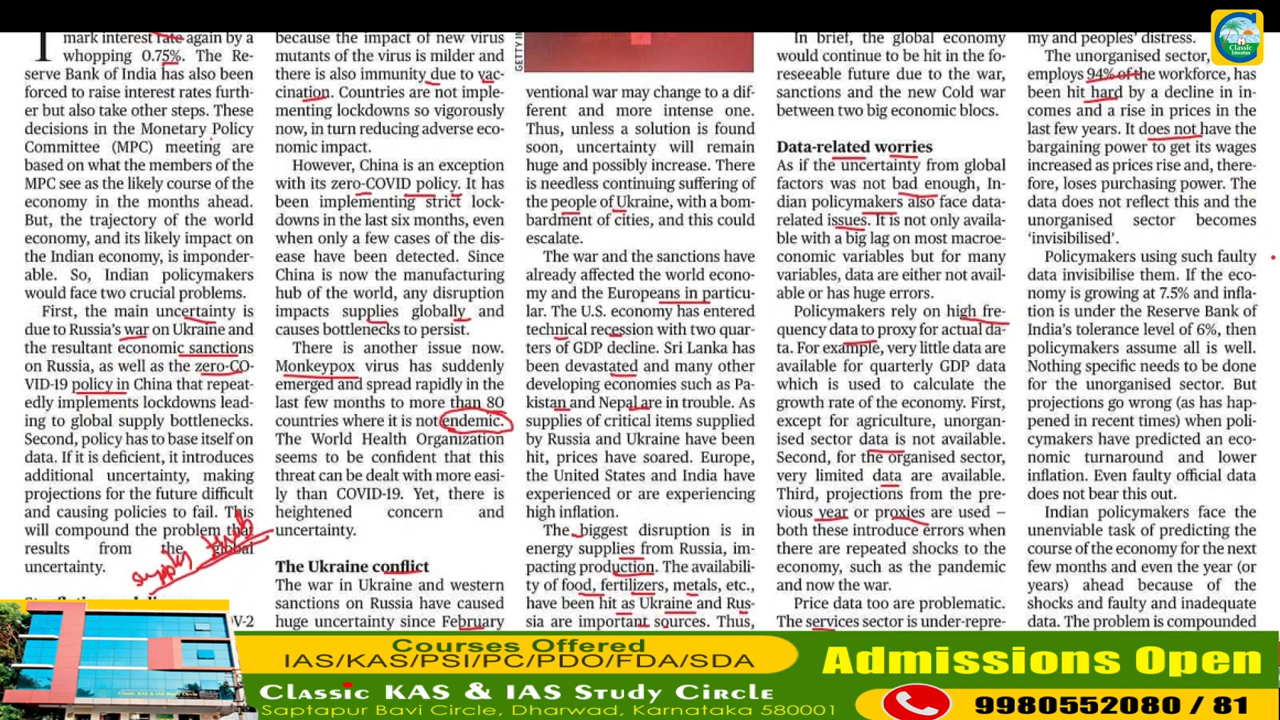 mark interest rate again by a
whopping 0.75%. The Re-
serve Bank of India has also been
forced to raise interest rates furth-
er but also take other steps. These
decisions in the Monetary Policy
Committee (MPC) meeting are
based on what the members of the
MPC see as the likely course of the
economy in the months ahead.
But, the trajectory of the world
economy, and its likely impact on
the Indian economy, is imponder-
able. So, Indian policymakers
would face two crucial problems.
First, the main uncertainty is
due to Russia's war on Ukraine and
the resultant economic sanctions
on Russia, as well as the zero-CO-
VID-19 policy in China that repeat-
edly implements lockdowns lead-
ing to global supply bottlenecks.
Second, policy has to base itself on
data. If it is deficient, it introduces
additional uncertainty, making
projections for the future difficult
and causing policies to fail. This
will compound the problem that
results from the global
uncertainty.
supply
OV-2
because the impact of new virus
mutants of the virus is milder and
there is also immunity due to vac-
cination. Countries are not imple-
menting lockdowns so vigorously
now, in turn reducing adverse eco-
nomic impact.
However, China is an exception
with its zero-COVID policy. It has
been implementing strict lock-
downs in the last six months, even
when only a few cases of the dis-
ease have been detected. Since
China is now the manufacturing
hub of the world, any disruption
impacts supplies globally and
causes bottlenecks to persist.
There is another issue now.
Monkeypox virus has suddenly
emerged and spread rapidly in the
last few months to more than 80
countries where it is not endemic.
The World Health Organization
seems to be confident that this
threat can be dealt with more easi-
ly than COVID-19. Yet, there is
heightened concern and
uncertainty.
The Ukraine conflict
The war in Ukraine and western
sanctions on Russia have caused
huge uncertainty since February
GETTY I
ventional war may change to a dif-
ferent and more intense one.
Thus, unless a solution is found
soon, uncertainty will remain
huge and possibly increase. There
is needless continuing suffering of
the people of Ukraine, with a bom-
bardment of cities, and this could
escalate.
The war and the sanctions have
already affected the world econo-
my and the Europeans in particu-
lar. The U.S. economy has entered
technical recession with two quar-
ters of GDP decline. Sri Lanka has
been devastated and many other
developing economies such as Pa-
kistan and Nepal are in trouble. As
supplies of critical items supplied
by Russia and Ukraine have been
hit, prices have soared. Europe,
the United States and India have
experienced or are experiencing
high inflation.
The biggest disruption is in
energy supplies from Russia, im-
pacting production. The availabili-
ty of food, fertilizers, metals, etc.,
have been hit as Ukraine and Rus-
sia are important sources. Thus,
In brief, the global economy
would continue to be hit in the fo-
reseeable future due to the war,
sanctions and the new Cold war
between two big economic blocs.
Data-related worries
As if the uncertainty from global
factors was not bad enough, In-
dian policymakers also face data-
related issues. It is not only availa-
ble with a big lag on most macroe-
conomic variables but for many
variables, data are either not avail-
able or has huge errors.
Policymakers rely on high fre-
quency data to proxy for actual da-
ta. For example, very little data are
available for quarterly GDP data
which is used to calculate the
growth rate of the economy. First,
except for agriculture, unorgan-
ised sector data is not available.
Second, for the organised sector,
very limited data are available.
Third, projections from the pre-
vious year or proxies are used –
both these introduce errors when
there are repeated shocks to the
economy, such as the pandemic
and now the war.
Price data too are problematic.
The services sector is under-repre-
my and peoples' distress.
The unorganised sector,
employs 94% of the workforce, has
been hit hard by a decline in in-
comes and a rise in prices in the
last few years. It does not have the
bargaining power to get its wages
increased as prices rise and, there-
fore, loses purchasing power. The
data does not reflect this and the
unorganised sector becomes
'invisibilised'.
Policymakers using such faulty
data invisibilise them. If the eco-
nomy is growing at 7.5% and infla-
tion is under the Reserve Bank of
India's tolerance level of 6%, then
policymakers assume all is well.
Nothing specific needs to be done
for the unorganised sector. But
projections go wrong (as has hap-
pened in recent times) when poli-
cymakers have predicted an eco-
nomic turnaround and lower
inflation. Even faulty official data
does not bear this out.
Indian policymakers face the
unenviable task of predicting the
course of the economy for the next
few months and even the year (or
years) ahead because of the
shocks and faulty and inadequate
data. The problem is compounded
Classic
Education
Courses Offered
IAS/KAS/PSI/PC/PDO/FDA/SDA
Classic KAS & IAS Study Circle
Saptapur Bavi Circle, Dharwad, Karnataka 580001
Admissions Open
9980552080 / 81